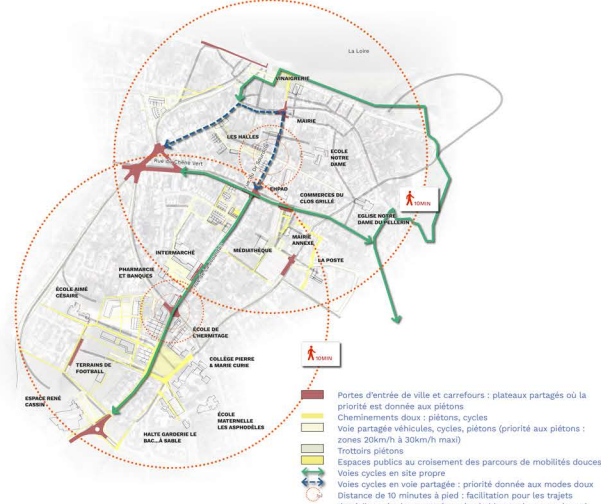 La Loire
VINAIGRERIE
MAIRIE
LES HALLES
Rue du Chêne Vert
ECOLE
NOTRE
DAME
EHPAD
COMMERCES DU
CLOS GRILLÉ
10MIN
EGLISE NOTRE
DAME DU PELLERIN
MAIRIE
ANNEXE
INTERMARCHÉ
MÉDIATHÈQUE
LA POSTE
PHARMACIE
ET BANQUES
ÉCOLE AIMÉ
CÉSAIRE
ÉCOLE DE
L'HERMITAGE
10MIN
COLLÈGE PIERRE
& MARIE CURIE
TERRAINS DE
FOOTBALL
ESPACE RENÉ
CASSIN
ÉCOLE
MATERNELLE
LES ASPHODÈLES
HALTE GARDERIE LE
BAC...À SABLE
Portes d'entrée de ville et carrefours : plateaux partagés où la
priorité est donnée aux piétons
Cheminements doux : piétons, cycles
Voie partagée véhicules, cycles, piétons (priorité aux piétons :
zones 20km/h à 30km/h maxi)
Trottoirs piétons
Espaces publics au croisement des parcours de mobilités douces
Voies cycles en site propre
Voies cycles en voie partagée : priorité donnée aux modes doux
Distance de 10 minutes à pied : facilitation pour les trajets